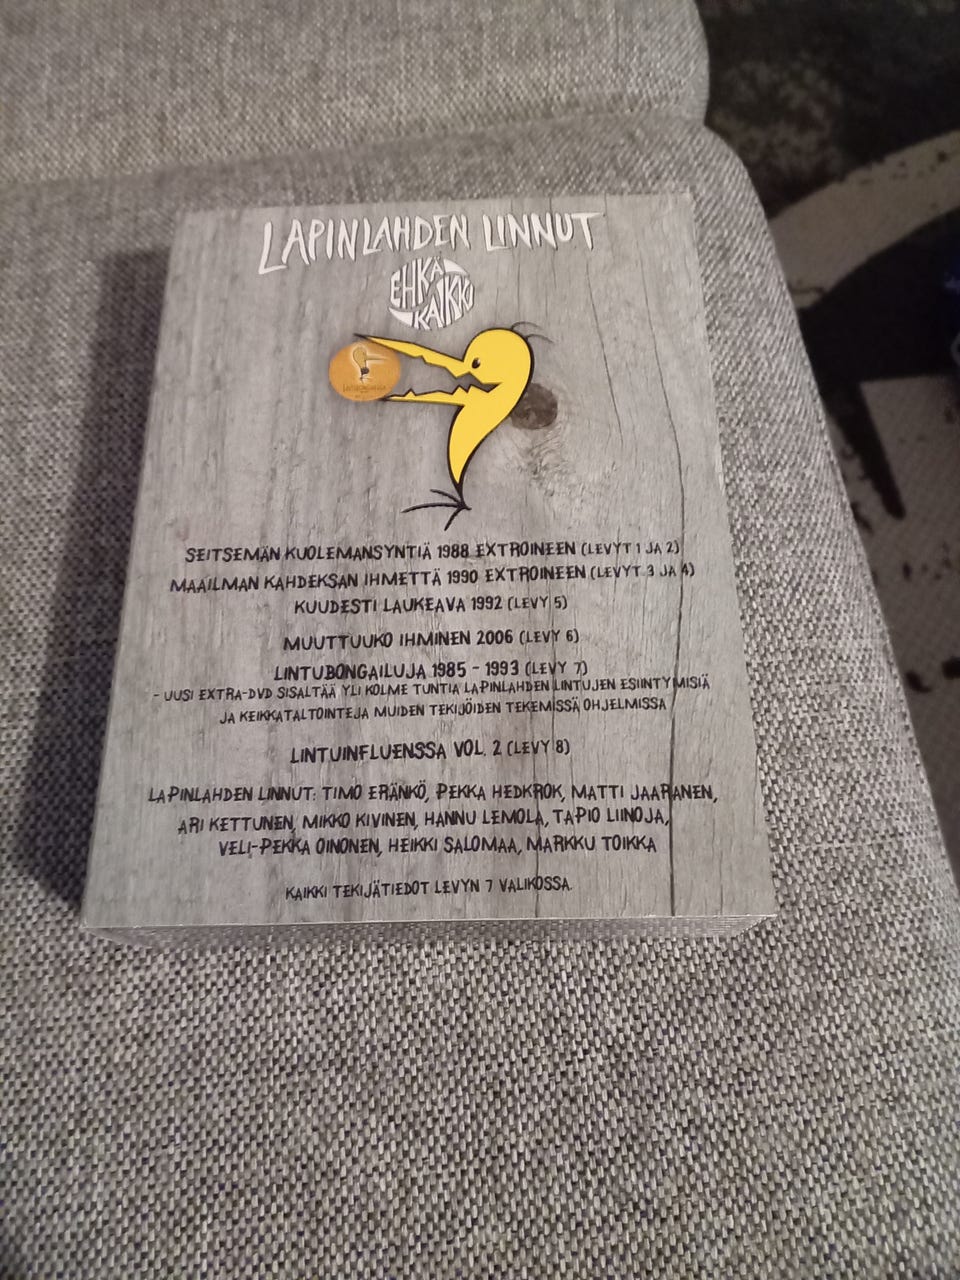 LAPINLAHDEN LINNUT
EHKÄ
KAIKKI
SEITSEMÄN KUOLEMANSYNTIÄ 1988 EXTROINEEN (LEVYT 1 JA 2)
MAAILMAN KAHDEKSAN IHMETTÄ 1990 EXTROINEEN (LEVYT 3 JA 4)
KUUDESTI LAUKEAVA 1992 (LEVY 5)
MUUTTUUKO IHMINEN 2006 (LEVY 6)
LINTUBONGAILUJA 1985 - 1993 (LEVY 7)
- UUSI EXTRA-DVD SISÄLTÄÄ YLI KOLME TUNTIA LAPINLAHDEN LINTUJEN ESIINTYMISIÄ
JA KEIKKATALTOINTEJA MUIDEN TEKIJÖIDEN TEKEMISSÄ OHJELMISSA
LINTUINFLUENSSA VOL. 2 (LEVY 8)
LAPINLAHDEN LINNUT: TIMO ERÄNKÖ, PEKKA HEDKROK, MATTI JAARANEN,
ARI KETTUNEN, MIKKO KIVINEN, HANNU LEMOLA, TAPIO LIINOJA,
VELI-PEKKA OINONEN, HEIKKI SALOMAA, MARKKU TOIKKA
KAIKKI TEKIJÄTIEDOT LEVYN 7 VALIKOSSA.